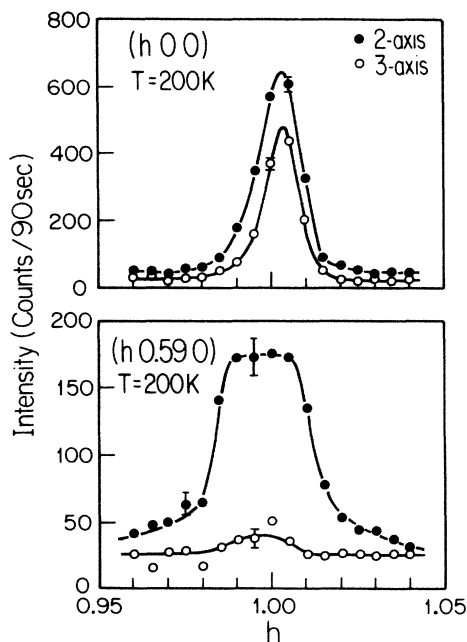 800
(h 0 0)
T=200K
2-axis
3-axis
600
400
200
0
Intensity (Counts/90sec)
200
(h 0.59 0)
T=200K
150
100
50
0
0.95
1.00
1.05
h